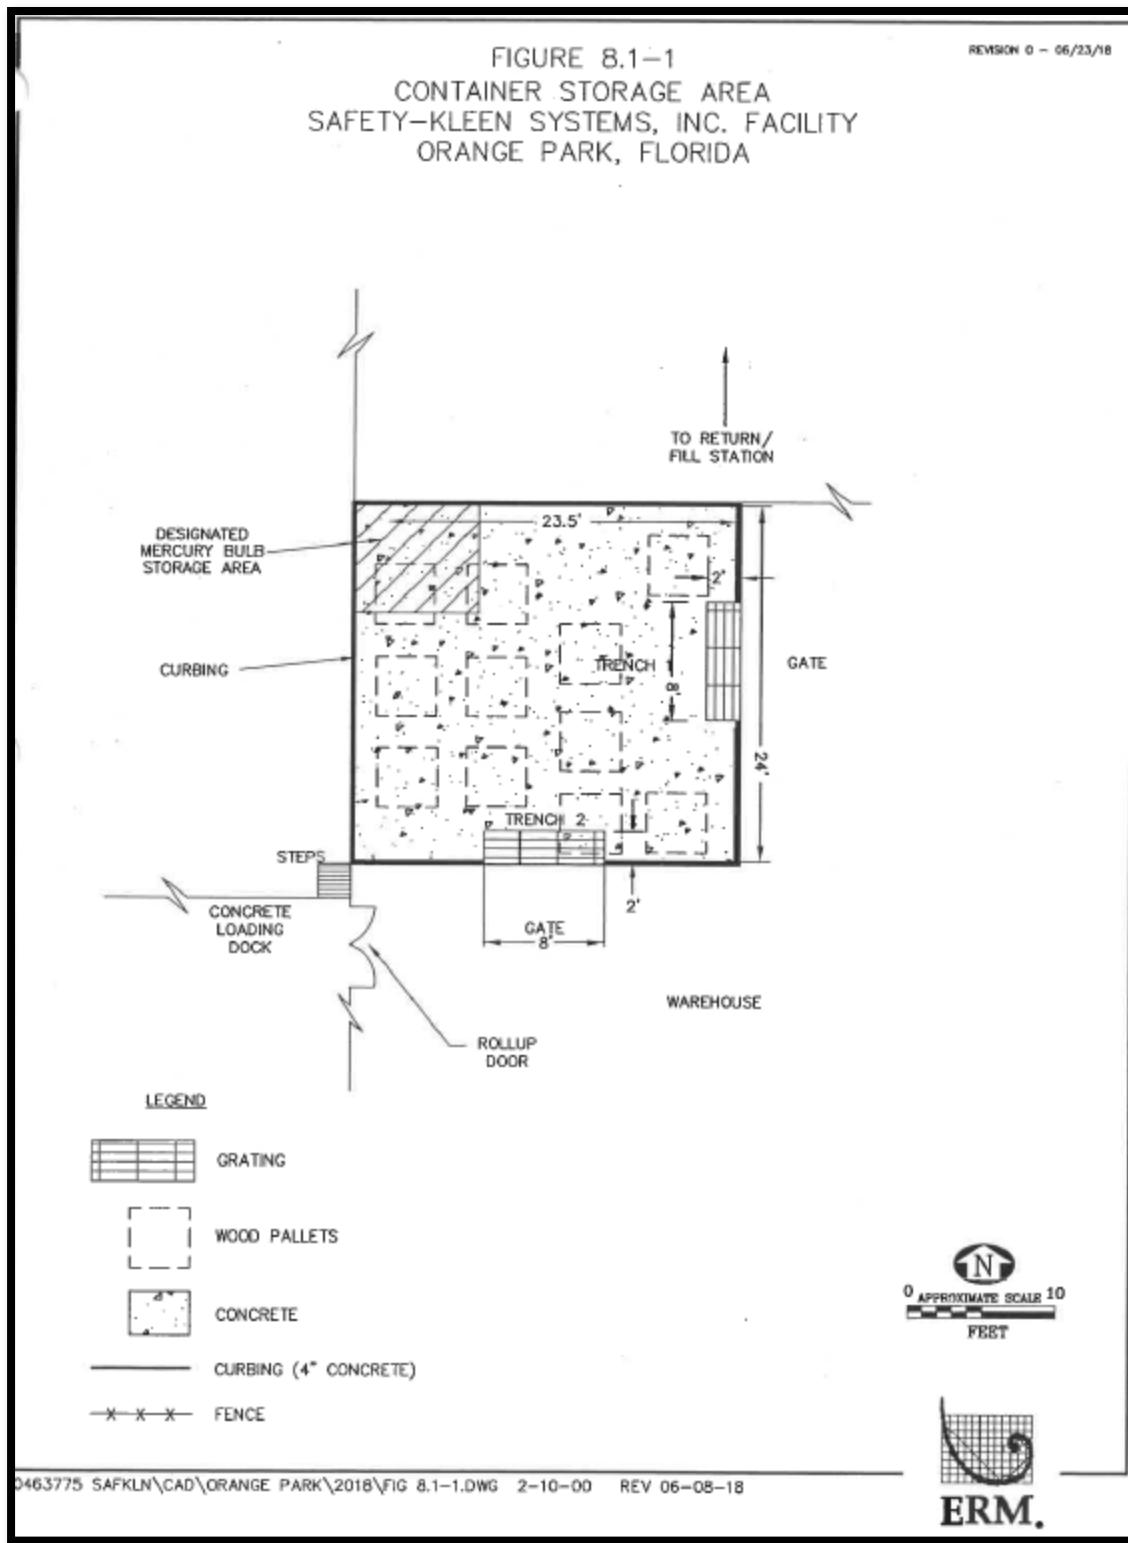 REVISION 0 - 06/23/18
FIGURE 8.1-1
CONTAINER STORAGE AREA
SAFETY-KLEEN SYSTEMS, INC. FACILITY
ORANGE PARK, FLORIDA
TO RETURN/
FILL STATION
23.5'
DESIGNATED
MERCURY BULB
STORAGE AREA
2'
CURBING
TRENCH 1
GATE
8'
24'
TRENCH 2
STEPS
2'
CONCRETE
LOADING
DOCK
GATE
8'
WAREHOUSE
ROLLUP
DOOR
LEGEND
GRATING
WOOD PALLETS
CONCRETE
CURBING (4" CONCRETE)
FENCE
N
0 APPROXIMATE SCALE 10
FEET
0463775 SAFKLN\CAD\ORANGE PARK\2018\FIG 8.1-1.DWG 2-10-00 REV 06-08-18
ERM.